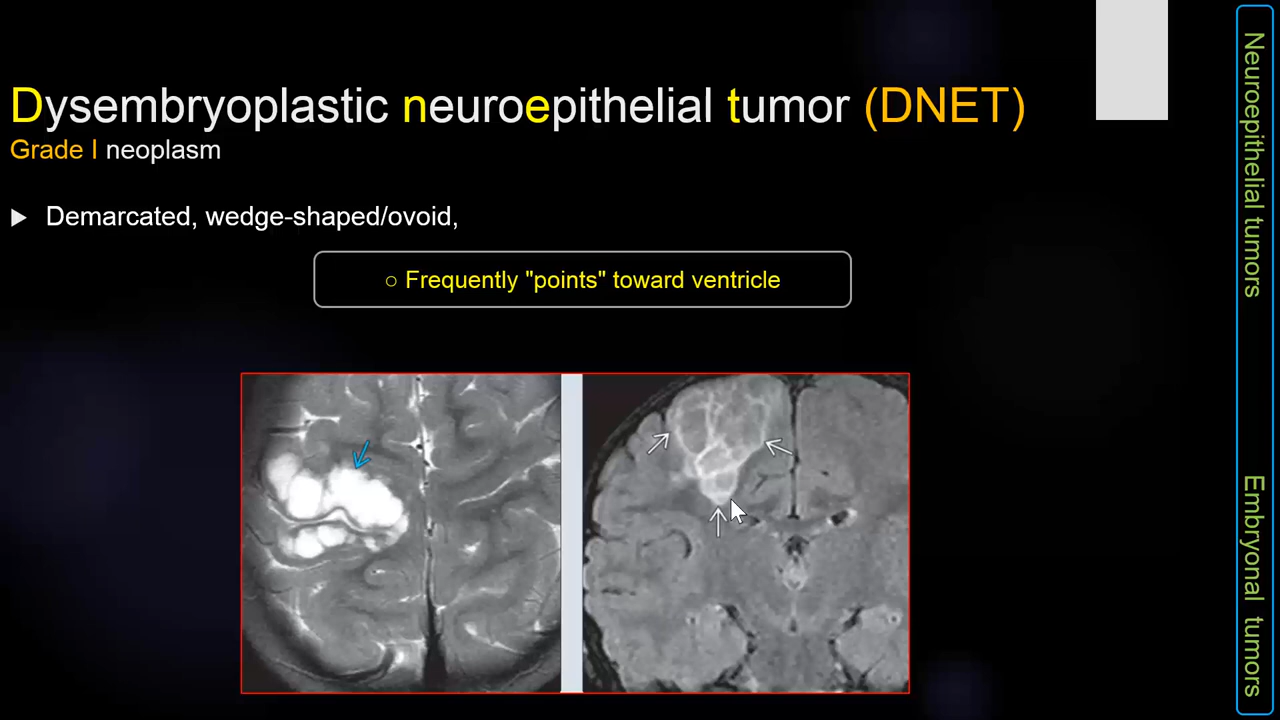 Dysembryoplastic neuroepithelial tumor (DNET)
Grade I neoplasm
▶ Demarcated, wedge-shaped/ovoid,
○ Frequently "points" toward ventricle
Neuroepithelial tumors
Embryonal tumors